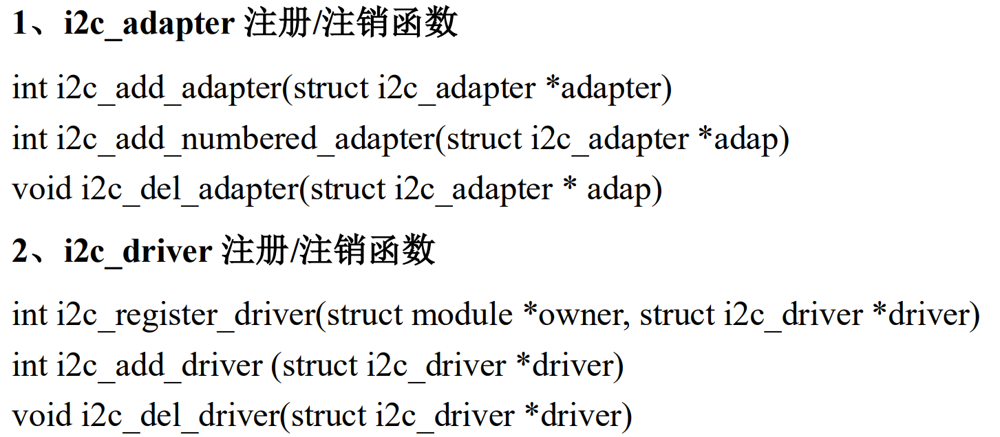 1、i2c_adapter 注册/注销函数
int i2c_add_adapter(struct i2c_adapter *adapter)
int i2c_add_numbered_adapter(struct i2c_adapter *adap)
void i2c_del_adapter(struct i2c_adapter * adap)
2、i2c_driver 注册/注销函数
int i2c_register_driver(struct module *owner, struct i2c_driver *driver)
int i2c_add_driver (struct i2c_driver *driver)
void i2c_del_driver(struct i2c_driver *driver)